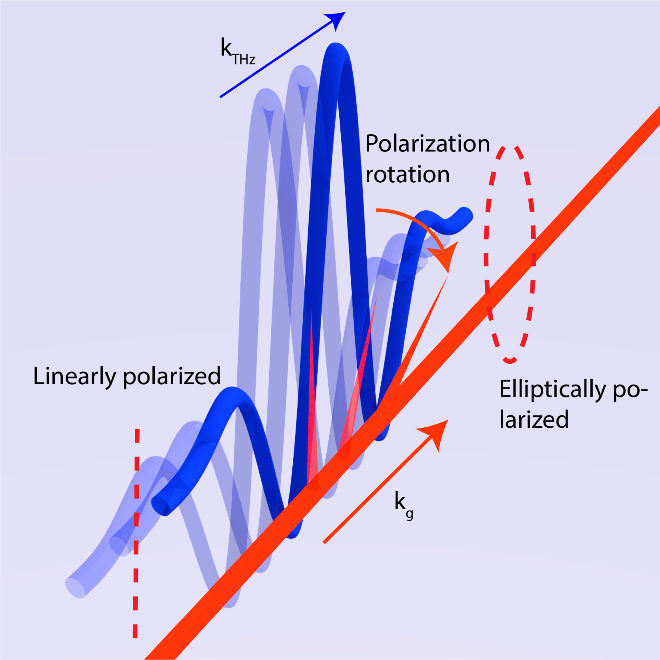 k_THz
Polarization
rotation
Linearly polarized
Elliptically po-
larized
k_g